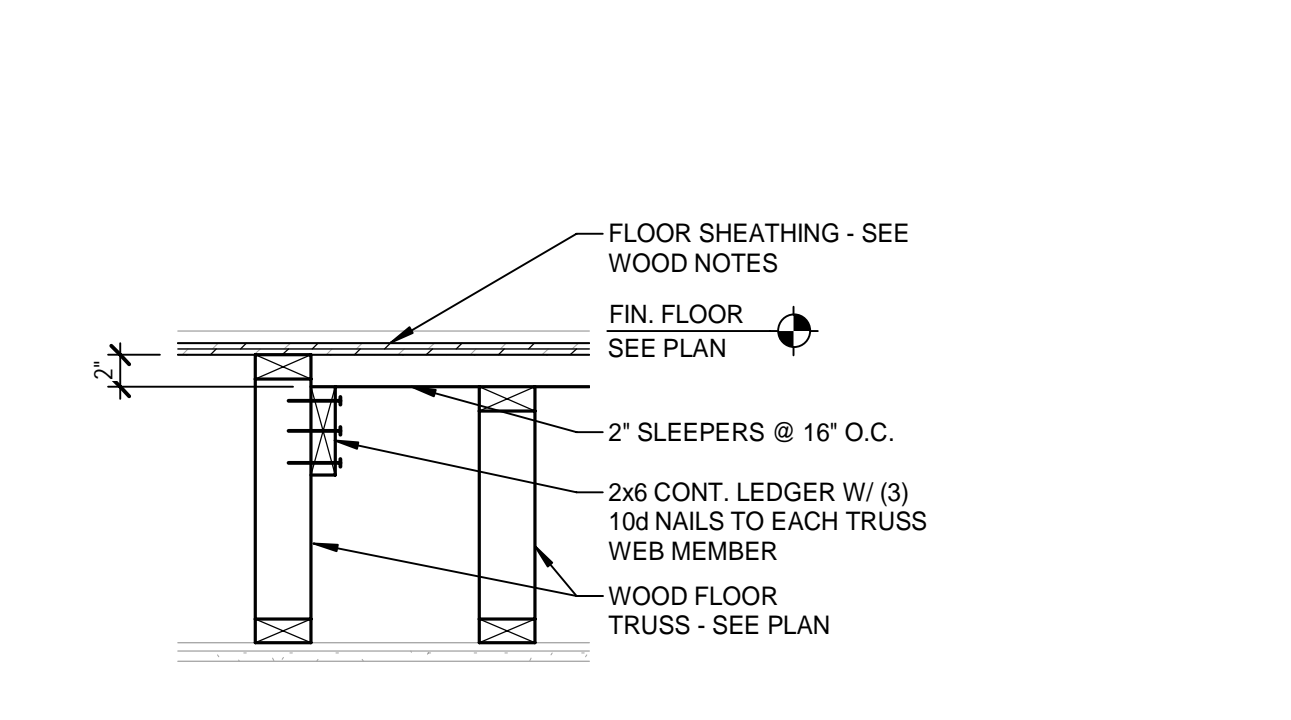 FLOOR SHEATHING - SEE
WOOD NOTES
FIN. FLOOR
SEE PLAN
2"
2" SLEEPERS @ 16" O.C.
2x6 CONT. LEDGER W/ (3)
10d NAILS TO EACH TRUSS
WEB MEMBER
WOOD FLOOR
TRUSS - SEE PLAN